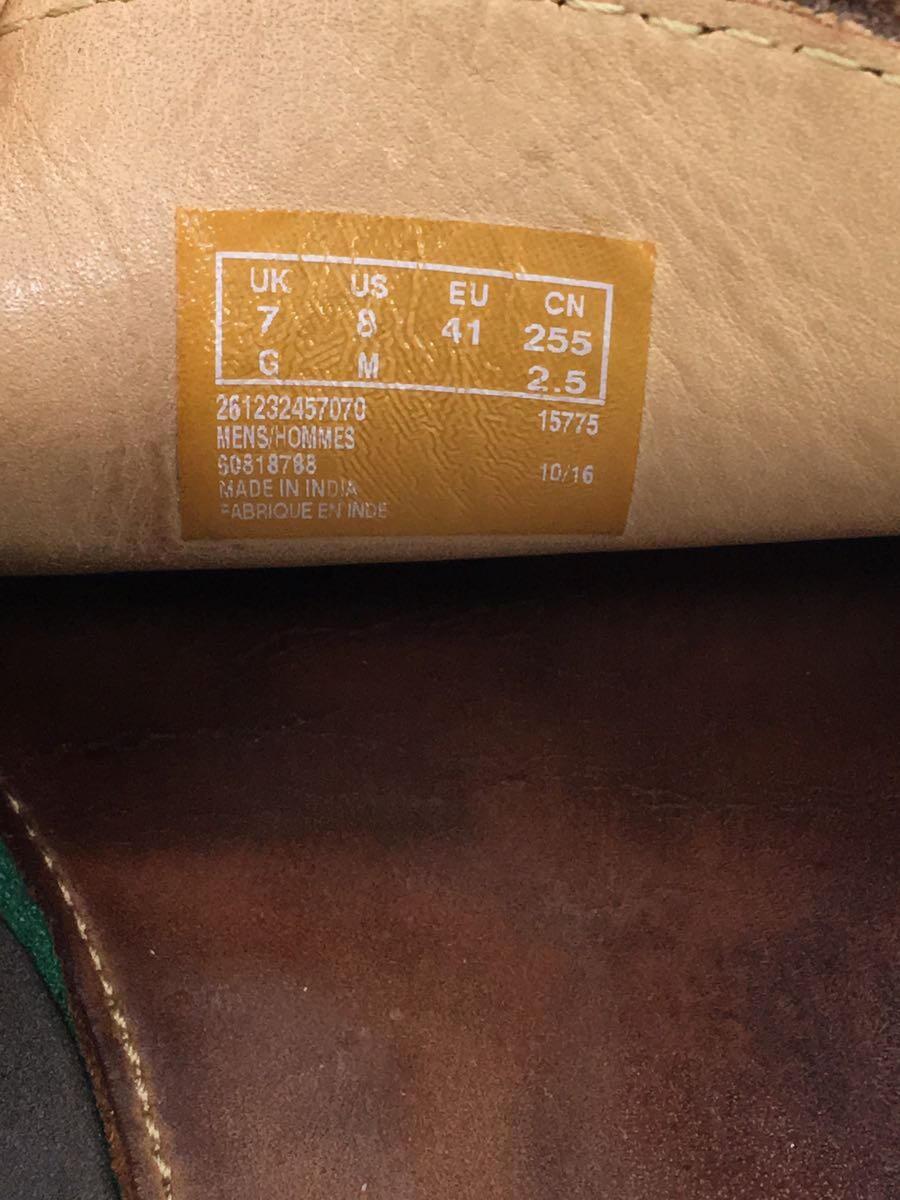 UK US EU CN
7 8 41 255
G M 2.5
261232457070 15775
MENS/HOMMES
S0818788 10/16
MADE IN INDIA
FABRIQUE EN INDE